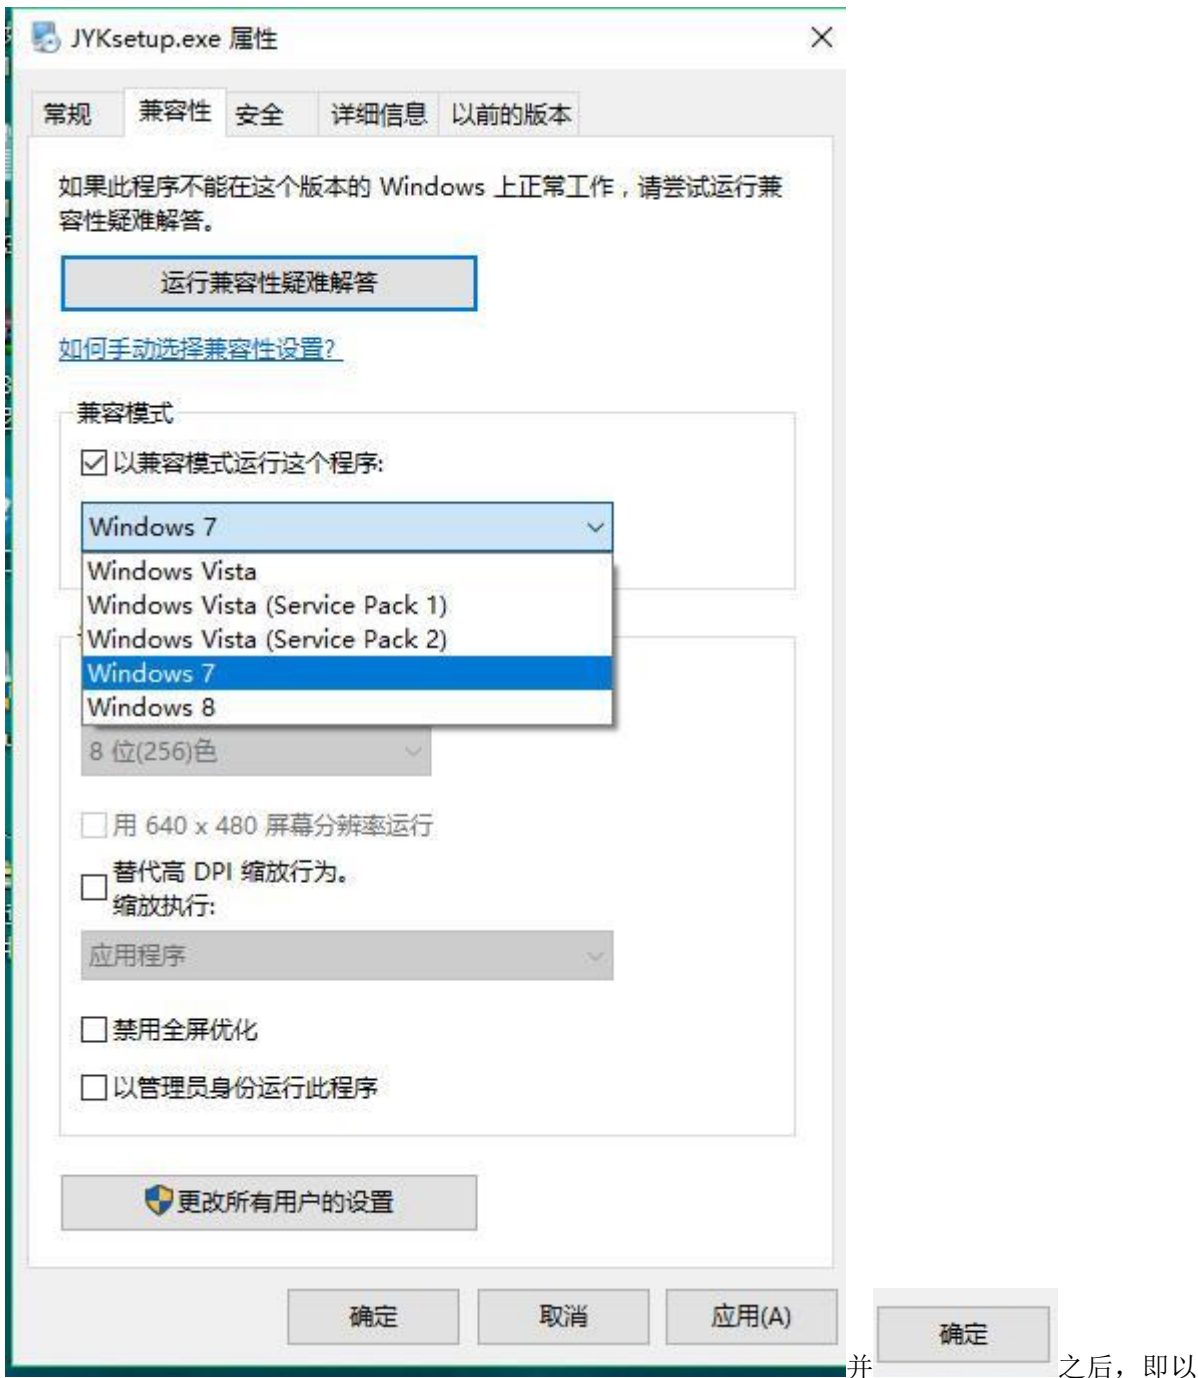 JYKsetup.exe 属性
常规 兼容性 安全 详细信息 以前的版本
如果此程序不能在这个版本的 Windows 上正常工作，请尝试运行兼
容性疑难解答。
运行兼容性疑难解答
如何手动选择兼容性设置?
兼容模式
以兼容模式运行这个程序:
Windows 7
Windows Vista
Windows Vista (Service Pack 1)
Windows Vista (Service Pack 2)
Windows 7
Windows 8
8 位(256)色
用 640 x 480 屏幕分辨率运行
替代高 DPI 缩放行为。
缩放执行:
应用程序
禁用全屏优化
以管理员身份运行此程序
更改所有用户的设置
确定 取消 应用(A)
并 确定 之后，即以